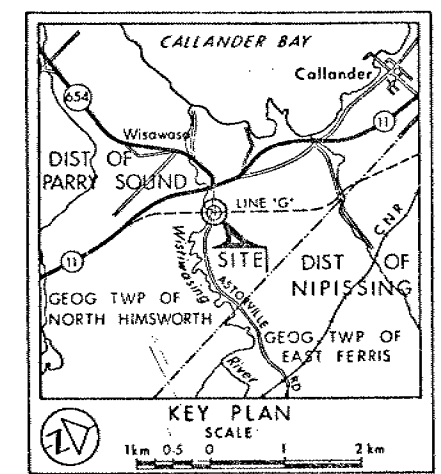 CALLANDER BAY
Callander
654
11
Wisawasa
DIST OF
PARRY SOUND
LINE 'G'
CNR
SITE
Wistiwasing
11
DIST OF
NIPISSING
GEOG TWP OF
NORTH HIMSWORTH
ASTORVILLE
RD
GEOG TWP OF
EAST FERRIS
River
KEY PLAN
SCALE
1km 0·5 0 1 2 km
N